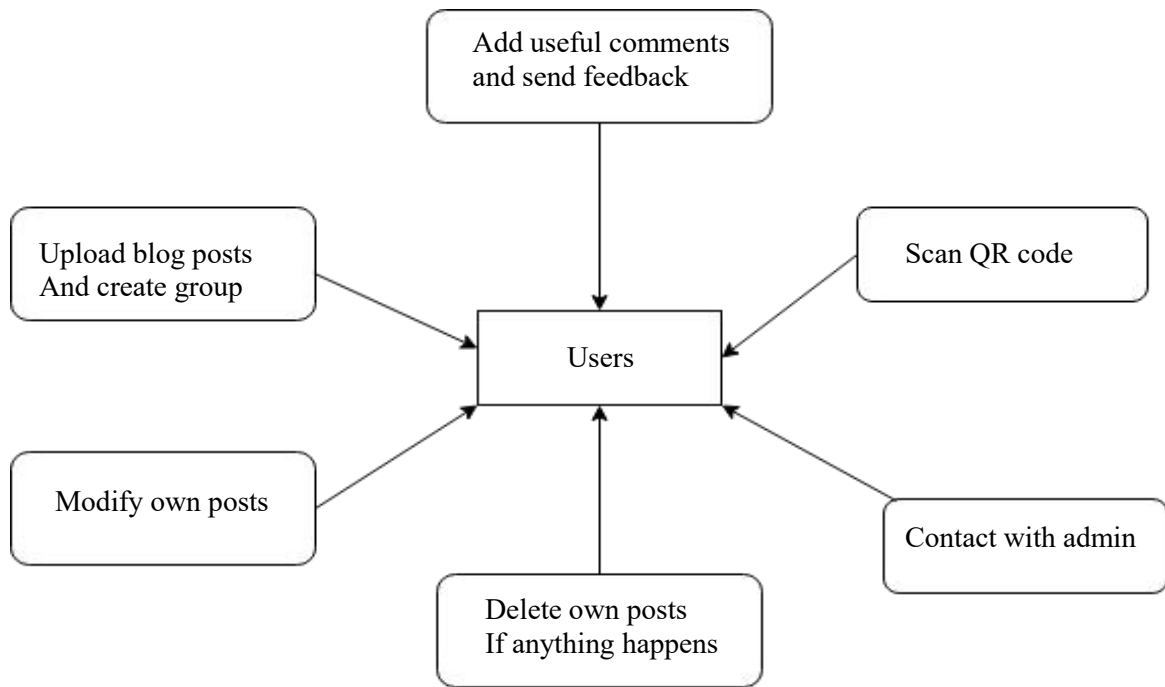 Add useful comments
and send feedback
Upload blog posts
And create group
Scan QR code
Users
Modify own posts
Contact with admin
Delete own posts
If anything happens